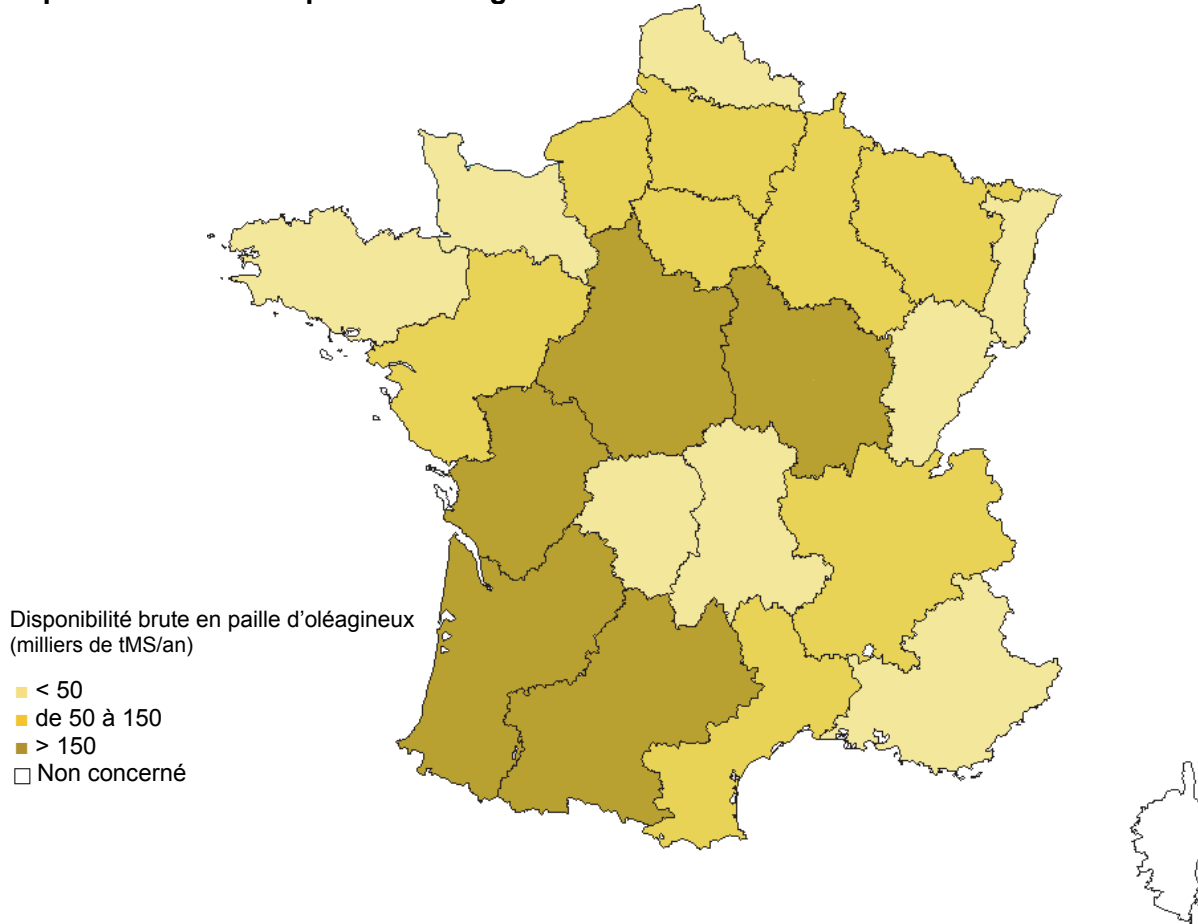 Disponibilité brute en paille d’oléagineux
(milliers de tMS/an)
< 50
de 50 à 150
> 150
Non concerné